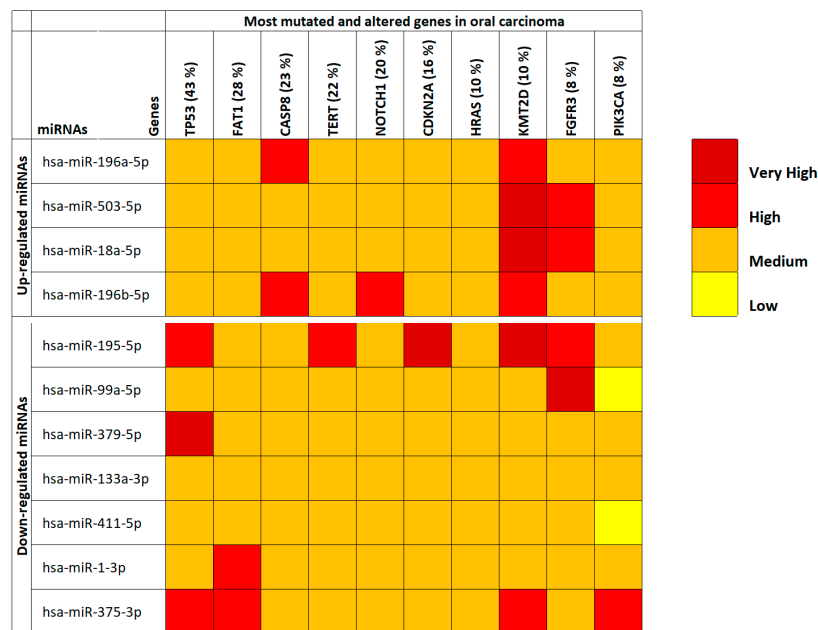 Most mutated and altered genes in oral carcinoma
miRNAs
Genes
TP53 (43 %)
FAT1 (28 %)
CASP8 (23 %)
TERT (22 %)
NOTCH1 (20 %)
CDKN2A (16 %)
HRAS (10 %)
KMT2D (10 %)
FGFR3 (8 %)
PIK3CA (8 %)
Up-regulated miRNAs
hsa-miR-196a-5p
hsa-miR-503-5p
hsa-miR-18a-5p
hsa-miR-196b-5p
Down-regulated miRNAs
hsa-miR-195-5p
hsa-miR-99a-5p
hsa-miR-379-5p
hsa-miR-133a-3p
hsa-miR-411-5p
hsa-miR-1-3p
hsa-miR-375-3p
Very High
High
Medium
Low